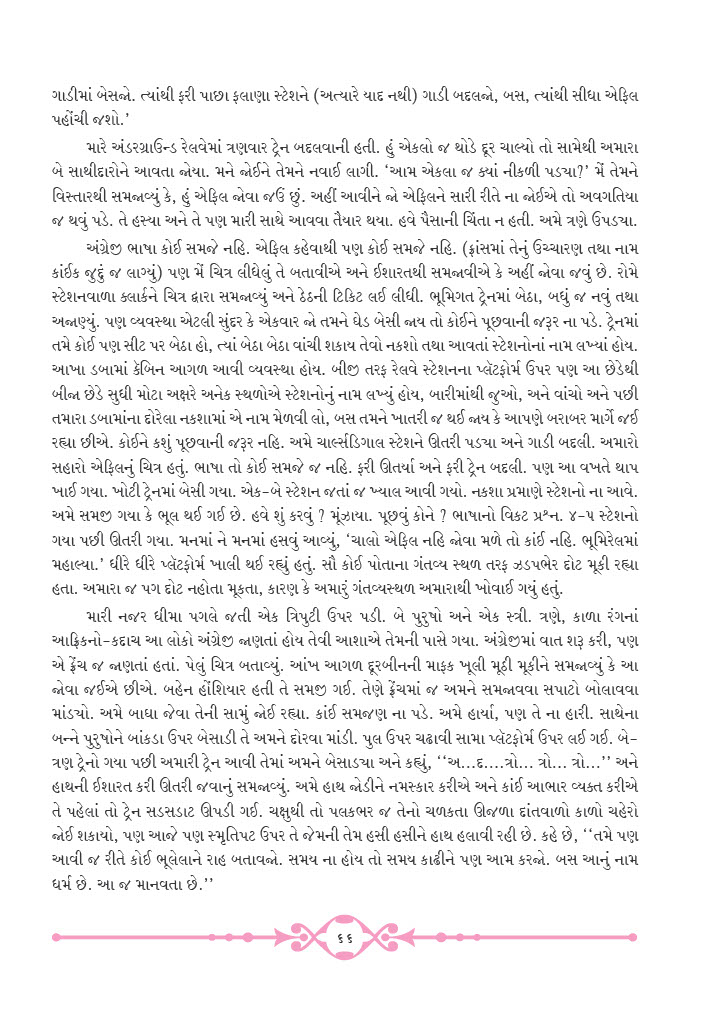 ગાડીમાં બેસજો. ત્યાંથી ફરી પાછા ફલાણા સ્ટેશને (અત્યારે યાદ નથી) ગાડી બદલજો, બસ, ત્યાંથી સીધા એફિલ
પહોંચી જશો.’
મારે અંડરગ્રાઉન્ડ રેલવેમાં ત્રણવાર ટ્રેન બદલવાની હતી. હું એકલો જ થોડે દૂર ચાલ્યો તો સામેથી અમારા
બે સાથીદારોને આવતા જોયા. મને જોઈને તેમને નવાઈ લાગી. ‘આમ એકલા જ ક્યાં નીકળી પડ્યા?’ મેં તેમને
વિસ્તારથી સમજાવ્યું કે, હું એફિલ જોવા જઉં છું. અહીં આવીને જો એફિલને સારી રીતે ના જોઈએ તો અવગતિયા
જ થવું પડે. તે હસ્યા અને તે પણ મારી સાથે આવવા તૈયાર થયા. હવે પૈસાની ચિંતા ન હતી. અમે ત્રણે ઉપડ્યા.
અંગ્રેજી ભાષા કોઈ સમજે નહિ. એફિલ કહેવાથી પણ કોઈ સમજે નહિ. (ફ્રાંસમાં તેનું ઉચ્ચારણ તથા નામ
કાંઈક જુદું જ લાગ્યું) પણ મેં ચિત્ર લીધેલું તે બતાવીએ અને ઈશારતથી સમજાવીએ કે અહીં જોવા જવું છે. રોમે
સ્ટેશનવાળા ક્લાર્કને ચિત્ર દ્વારા સમજાવ્યું અને ઠેઠની ટિકિટ લઈ લીધી. ભૂમિગત ટ્રેનમાં બેઠા, બધું જ નવું તથા
અજાણ્યું. પણ વ્યવસ્થા એટલી સુંદર કે એકવાર જો તમને ઘેડ બેસી જાય તો કોઈને પૂછવાની જરૂર ના પડે. ટ્રેનમાં
તમે કોઈ પણ સીટ પર બેઠા હો, ત્યાં બેઠા બેઠા વાંચી શકાય તેવો નકશો તથા આવતાં સ્ટેશનોનાં નામ લખ્યાં હોય.
આખા ડબામાં કૅબિન આગળ આવી વ્યવસ્થા હોય. બીજી તરફ રેલવે સ્ટેશનના પ્લૅટફોર્મ ઉપર પણ આ છેડેથી
બીજા છેડે સુધી મોટા અક્ષરે અનેક સ્થળોએ સ્ટેશનોનું નામ લખ્યું હોય, બારીમાંથી જુઓ, અને વાંચો અને પછી
તમારા ડબામાંના દોરેલા નકશામાં એ નામ મેળવી લો, બસ તમને ખાતરી જ થઈ જાય કે આપણે બરાબર માર્ગે જઈ
રહ્યા છીએ. કોઈને કશું પૂછવાની જરૂર નહિ. અમે ચાર્લ્સડિગાલ સ્ટેશને ઊતરી પડ્યા અને ગાડી બદલી. અમારો
સહારો એફિલનું ચિત્ર હતું. ભાષા તો કોઈ સમજે જ નહિ. ફરી ઊતર્યા અને ફરી ટ્રેન બદલી. પણ આ વખતે થાપ
ખાઈ ગયા. ખોટી ટ્રેનમાં બેસી ગયા. એક-બે સ્ટેશન જતાં જ ખ્યાલ આવી ગયો. નકશા પ્રમાણે સ્ટેશનો ના આવે.
અમે સમજી ગયા કે ભૂલ થઈ ગઈ છે. હવે શું કરવું ? મૂંઝાયા. પૂછવું કોને ? ભાષાનો વિકટ પ્રશ્ન. ૪-૫ સ્ટેશનો
ગયા પછી ઊતરી ગયા. મનમાં ને મનમાં હસવું આવ્યું, ‘ચાલો એફિલ નહિ જોવા મળે તો કાંઈ નહિ. ભૂમિરેલમાં
મહાલ્યા.’ ધીરે ધીરે પ્લૅટફોર્મ ખાલી થઈ રહ્યું હતું. સૌ કોઈ પોતાના ગંતવ્ય સ્થળ તરફ ઝડપભેર દોટ મૂકી રહ્યા
હતા. અમારા જ પગ દોટ નહોતા મૂકતા, કારણ કે અમારું ગંતવ્યસ્થળ અમારાથી ખોવાઈ ગયું હતું.
મારી નજર ધીમા પગલે જતી એક ત્રિપુટી ઉપર પડી. બે પુરુષો અને એક સ્ત્રી. ત્રણે, કાળા રંગનાં
આફ્રિકનો-કદાચ આ લોકો અંગ્રેજી જાણતાં હોય તેવી આશાએ તેમની પાસે ગયા. અંગ્રેજીમાં વાત શરૂ કરી, પણ
એ ફ્રેંચ જ જાણતાં હતાં. પેલું ચિત્ર બતાવ્યું. આંખ આગળ દૂરબીનની માફક ખૂલી મૂઠી મૂકીને સમજાવ્યું કે આ
જોવા જઈએ છીએ. બહેન હોંશિયાર હતી તે સમજી ગઈ. તેણે ફ્રેંચમાં જ અમને સમજાવવા સપાટો બોલાવવા
માંડ્યો. અમે બાઘા જેવા તેની સામું જોઈ રહ્યા. કાંઈ સમજણ ના પડે. અમે હાર્યા, પણ તે ના હારી. સાથેના
બન્ને પુરુષોને બાંકડા ઉપર બેસાડી તે અમને દોરવા માંડી. પુલ ઉપર ચઢાવી સામા પ્લૅટફોર્મ ઉપર લઈ ગઈ. બે-
ત્રણ ટ્રેનો ગયા પછી અમારી ટ્રેન આવી તેમાં અમને બેસાડ્યા અને કહ્યું, ‘‘અ...દ....ત્રો... ત્રો... ત્રો...’’ અને
હાથની ઈશારત કરી ઊતરી જવાનું સમજાવ્યું. અમે હાથ જોડીને નમસ્કાર કરીએ અને કાંઈ આભાર વ્યક્ત કરીએ
તે પહેલાં તો ટ્રેન સડસડાટ ઊપડી ગઈ. ચક્ષુથી તો પલકભર જ તેનો ચળકતા ઊજળા દાંતવાળો કાળો ચહેરો
જોઈ શકાયો, પણ આજે પણ સ્મૃતિપટ ઉપર તે જેમની તેમ હસી હસીને હાથ હલાવી રહી છે. કહે છે, ‘‘તમે પણ
આવી જ રીતે કોઈ ભૂલેલાને રાહ બતાવજો. સમય ના હોય તો સમય કાઢીને પણ આમ કરજો. બસ આનું નામ
ધર્મ છે. આ જ માનવતા છે.’’
૬૬